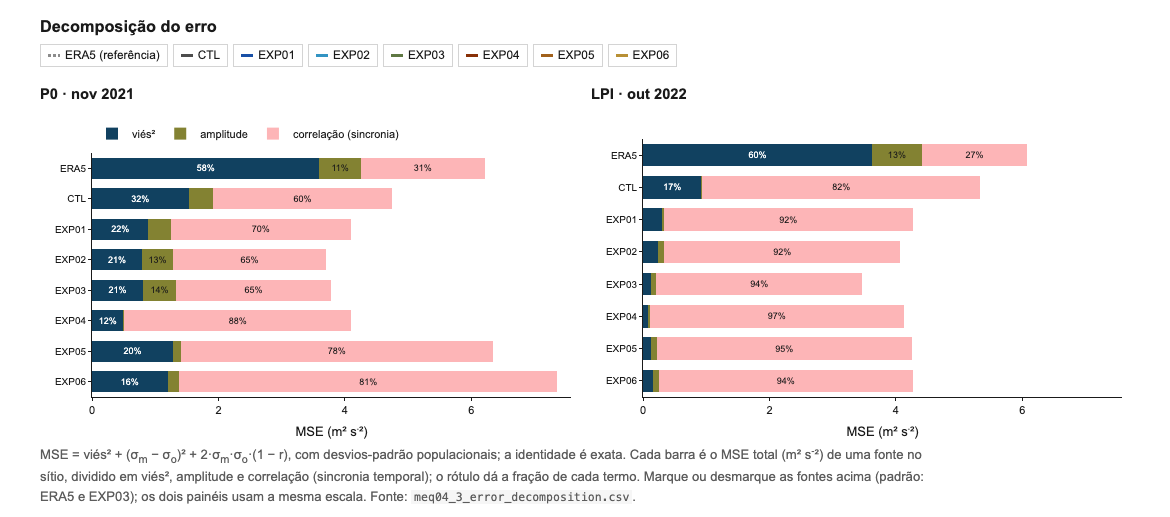 Decomposição do erro
ERA5 (referência) CTL EXP01 EXP02 EXP03 EXP04 EXP05 EXP06
P0 · nov 2021
viés² amplitude correlação (sincronia)
ERA5 58% 11% 31%
CTL 32% 60%
EXP01 22% 70%
EXP02 21% 13% 65%
EXP03 21% 14% 65%
EXP04 12% 88%
EXP05 20% 78%
EXP06 16% 81%
0 2 4 6
MSE (m² s⁻²)
LPI · out 2022
ERA5 60% 13% 27%
CTL 17% 82%
EXP01 92%
EXP02 92%
EXP03 94%
EXP04 97%
EXP05 95%
EXP06 94%
0 2 4 6
MSE (m² s⁻²)
MSE = viés² + (σm − σo)² + 2·σm·σo·(1 − r), com desvios-padrão populacionais; a identidade é exata. Cada barra é o MSE total (m² s⁻²) de uma fonte no
sítio, dividido em viés², amplitude e correlação (sincronia temporal); o rótulo dá a fração de cada termo. Marque ou desmarque as fontes acima (padrão:
ERA5 e EXP03); os dois painéis usam a mesma escala. Fonte: meq04_3_error_decomposition.csv.